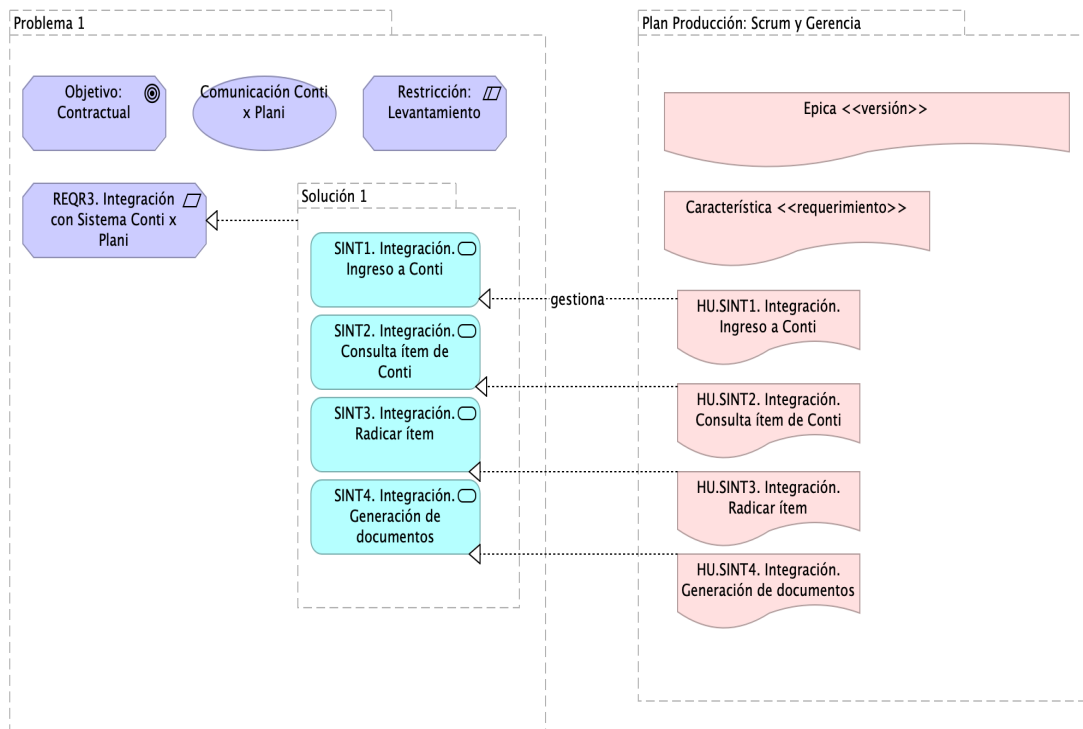 Problema 1
Objetivo:
Contractual
Comunicación Conti
x Plani
Restricción:
Levantamiento
REQR3. Integración
con Sistema Conti x
Plani
Solución 1
SINT1. Integración.
Ingreso a Conti
SINT2. Integración.
Consulta ítem de
Conti
SINT3. Integración.
Radicar ítem
SINT4. Integración.
Generación de
documentos
gestiona
Plan Producción: Scrum y Gerencia
Epica <<versión>>
Característica <<requerimiento>>
HU.SINT1. Integración.
Ingreso a Conti
HU.SINT2. Integración.
Consulta ítem de Conti
HU.SINT3. Integración.
Radicar ítem
HU.SINT4. Integración.
Generación de documentos